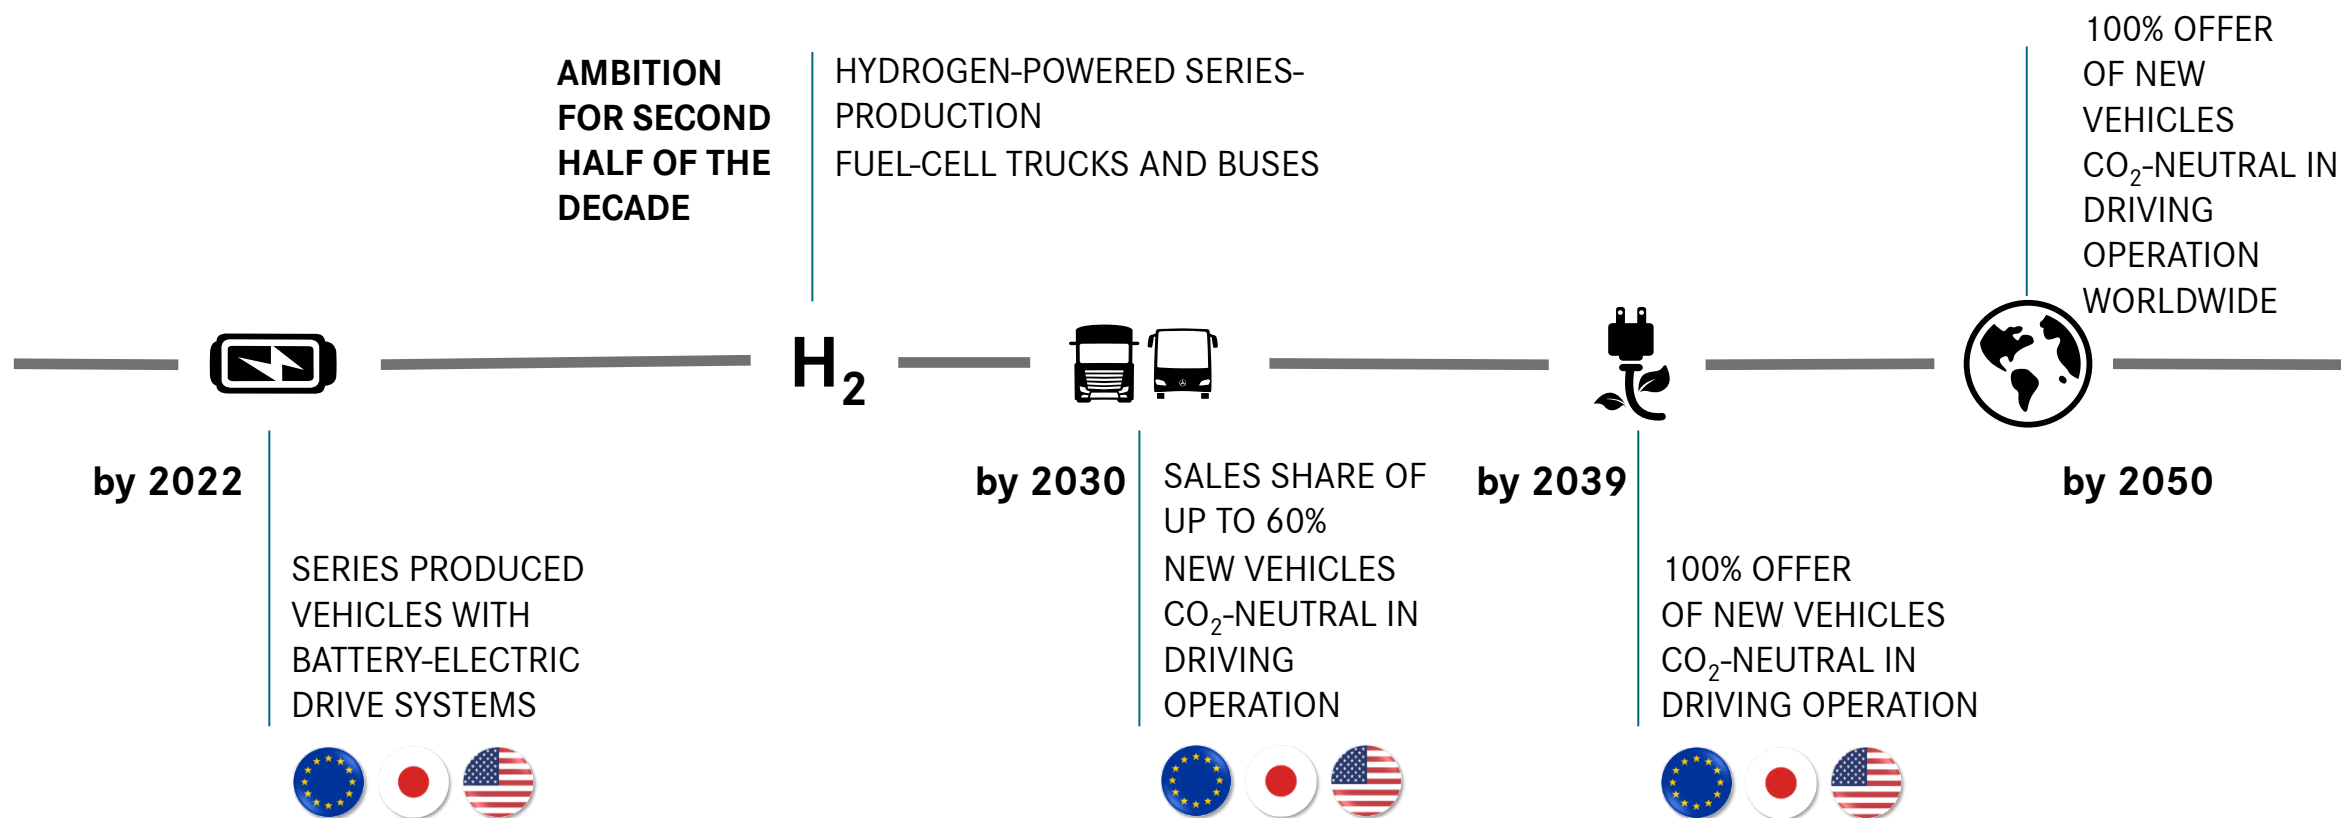 AMBITION
FOR SECOND
HALF OF THE
DECADE
HYDROGEN-POWERED SERIES-
PRODUCTION
FUEL-CELL TRUCKS AND BUSES
100% OFFER
OF NEW
VEHICLES
CO₂-NEUTRAL IN
DRIVING
OPERATION
WORLDWIDE
H₂
by 2022
SERIES PRODUCED
VEHICLES WITH
BATTERY-ELECTRIC
DRIVE SYSTEMS
by 2030
SALES SHARE OF
UP TO 60%
NEW VEHICLES
CO₂-NEUTRAL IN
DRIVING
OPERATION
by 2039
100% OFFER
OF NEW VEHICLES
CO₂-NEUTRAL IN
DRIVING OPERATION
by 2050